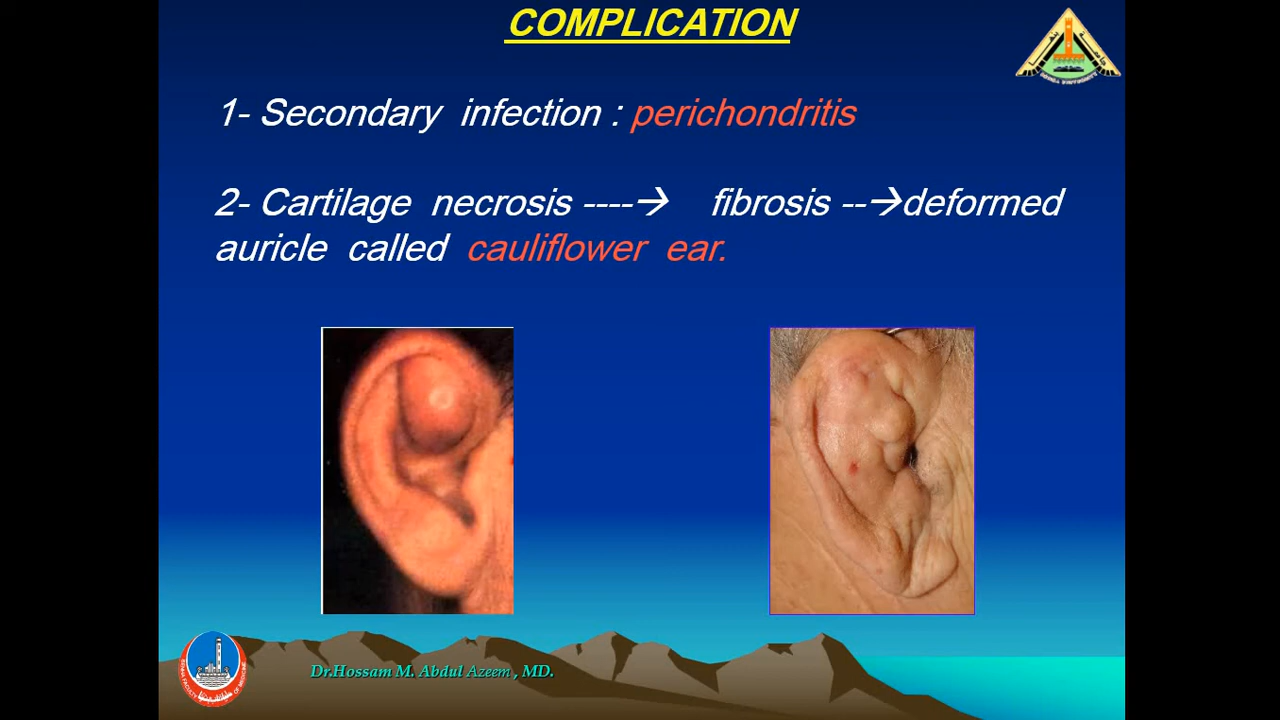 COMPLICATION
1- Secondary infection : perichondritis
2- Cartilage necrosis ----→ fibrosis --→deformed
auricle called cauliflower ear.
Dr.Hossam M. Abdul Azeem , MD.